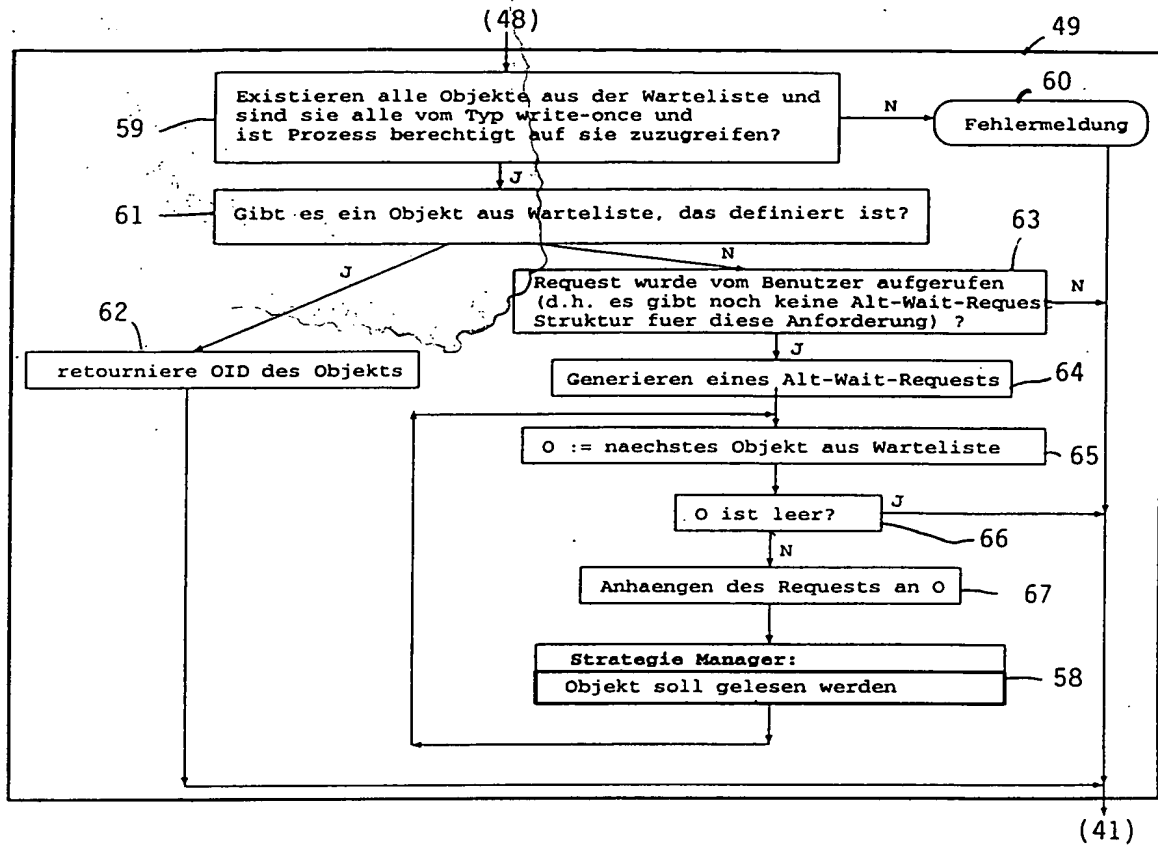 (48)
49
59
Existieren alle Objekte aus der Warteliste und
sind sie alle vom Typ write-once und
ist Prozess berechtigt auf sie zuzugreifen?
N
60
Fehlermeldung
J
61
Gibt es ein Objekt aus Warteliste, das definiert ist?
J
N
63
Request wurde vom Benutzer aufgerufen
(d.h. es gibt noch keine Alt-Wait-Reques
Struktur fuer diese Anforderung) ?
N
62
retourniere OID des Objekts
J
Generieren eines Alt-Wait-Requests
64
O := naechstes Objekt aus Warteliste
65
O ist leer?
J
66
N
Anhaengen des Requests an O
67
Strategie Manager:
Objekt soll gelesen werden
58
(41)